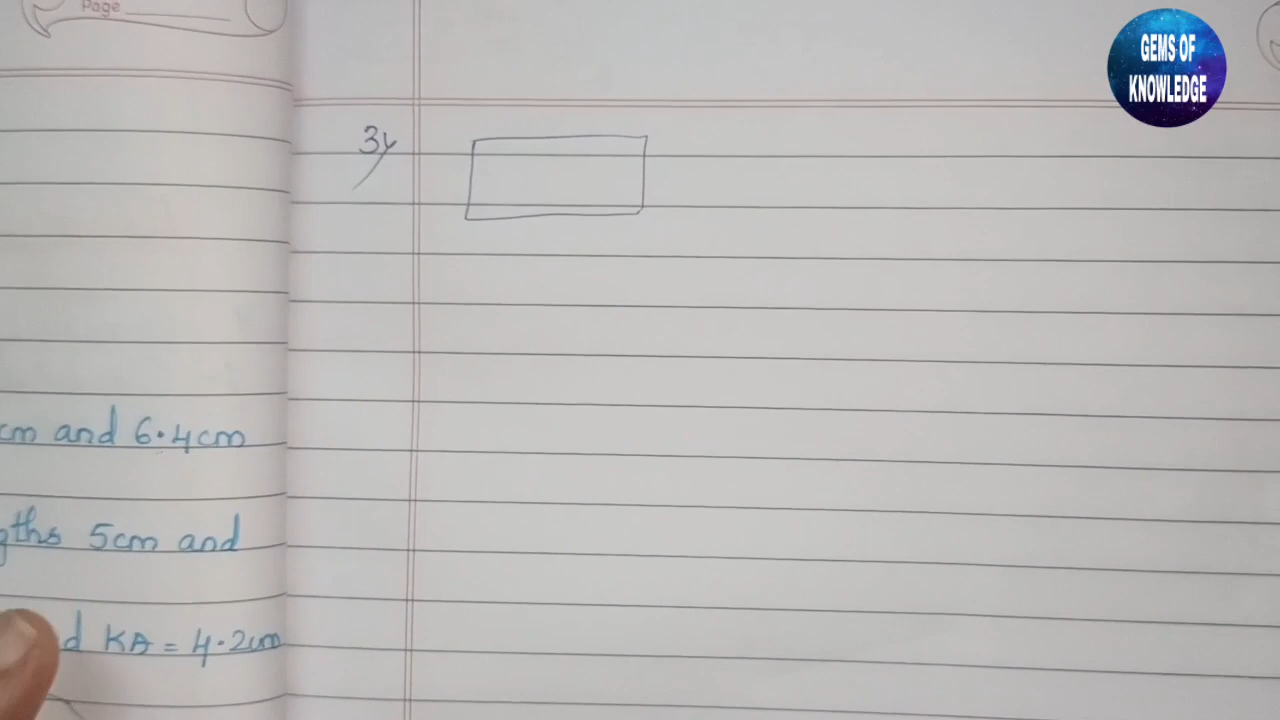 Page
GEMS OF
KNOWLEDGE
3)
cm and 6.4cm
gths 5cm and
d KA = 4.2cm